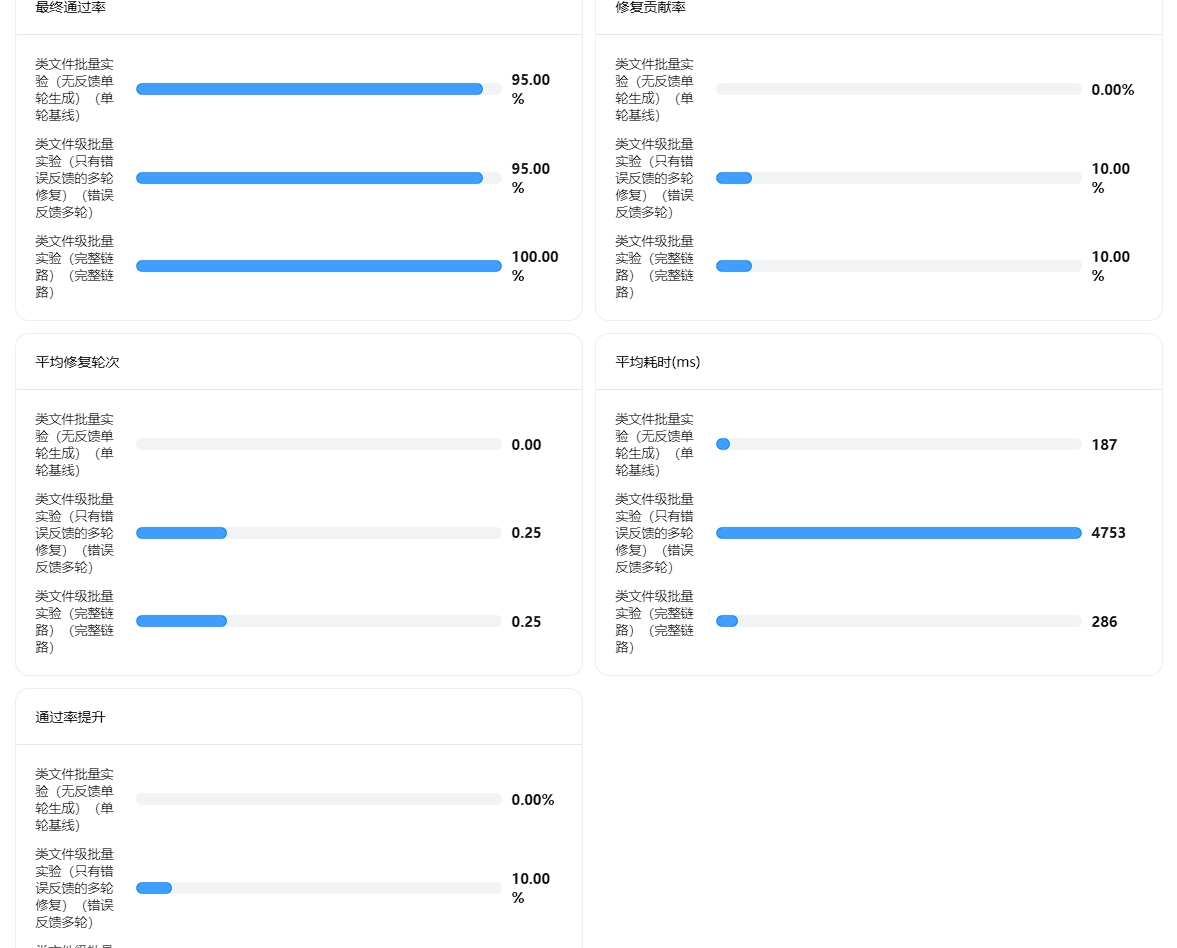 最终通过率
类文件批量实
验（无反馈单
轮生成）（单
轮基线）
95.00
%
类文件级批量
实验（只有错
误反馈的多轮
修复）（错误
反馈多轮）
95.00
%
类文件级批量
实验（完整链
路）（完整链
路）
100.00
%
修复贡献率
类文件批量实
验（无反馈单
轮生成）（单
轮基线）
0.00%
类文件级批量
实验（只有错
误反馈的多轮
修复）（错误
反馈多轮）
10.00
%
类文件级批量
实验（完整链
路）（完整链
路）
10.00
%
平均修复轮次
类文件批量实
验（无反馈单
轮生成）（单
轮基线）
0.00
类文件级批量
实验（只有错
误反馈的多轮
修复）（错误
反馈多轮）
0.25
类文件级批量
实验（完整链
路）（完整链
路）
0.25
平均耗时(ms)
类文件批量实
验（无反馈单
轮生成）（单
轮基线）
187
类文件级批量
实验（只有错
误反馈的多轮
修复）（错误
反馈多轮）
4753
类文件级批量
实验（完整链
路）（完整链
路）
286
通过率提升
类文件批量实
验（无反馈单
轮生成）（单
轮基线）
0.00%
类文件级批量
实验（只有错
误反馈的多轮
修复）（错误
反馈多轮）
10.00
%